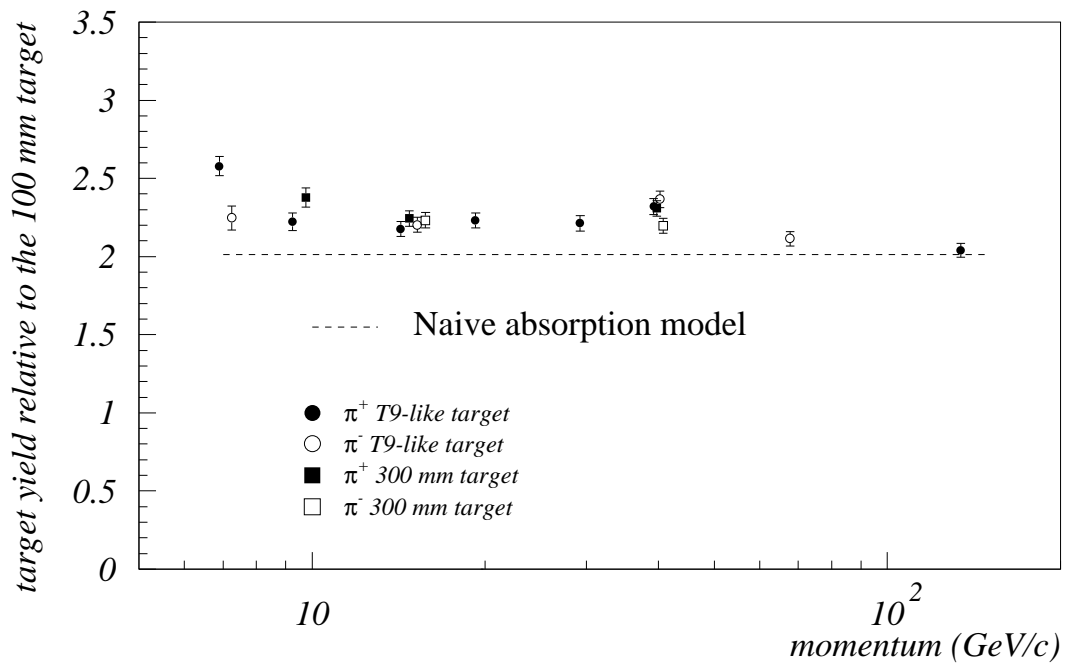 target yield relative to the 100 mm target
3.5
3
2.5
2
1.5
1
0.5
0
Naive absorption model
π+ T9-like target
π- T9-like target
π+ 300 mm target
π- 300 mm target
10
10^2
momentum (GeV/c)